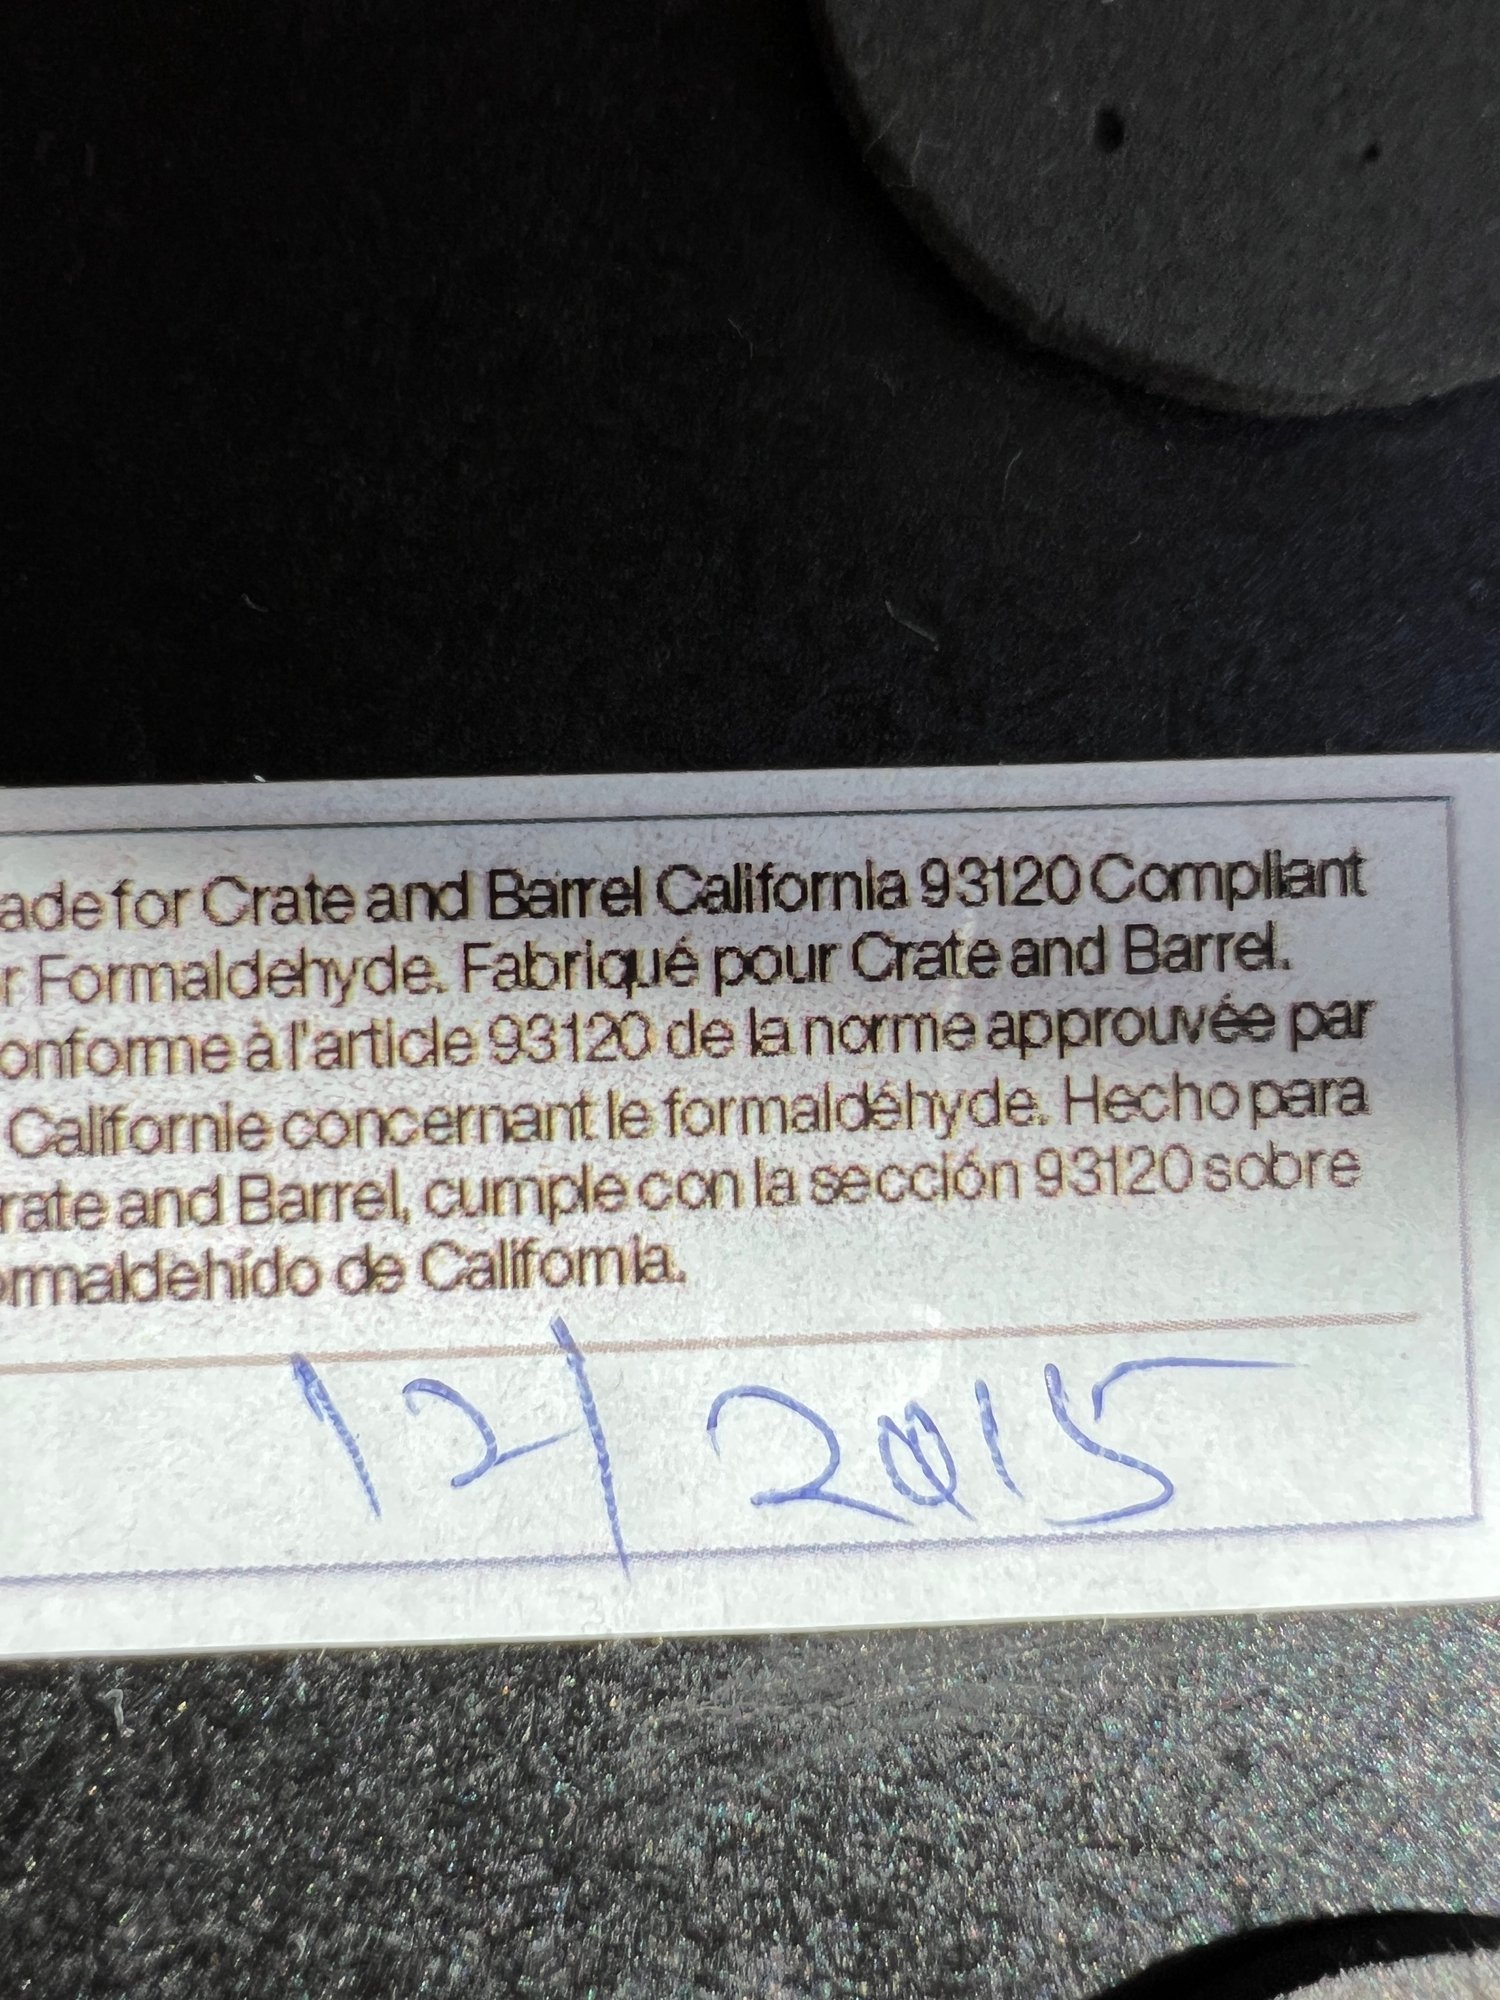 ade for Crate and Barrel California 93120 Compliant
r Formaldehyde. Fabriqué pour Crate and Barrel.
onforme à l'article 93120 de la norme approuvée par
Californie concernant le formaldéhyde. Hecho para
rate and Barrel, cumple con la sección 93120 sobre
ormaldehído de California.
12/2015